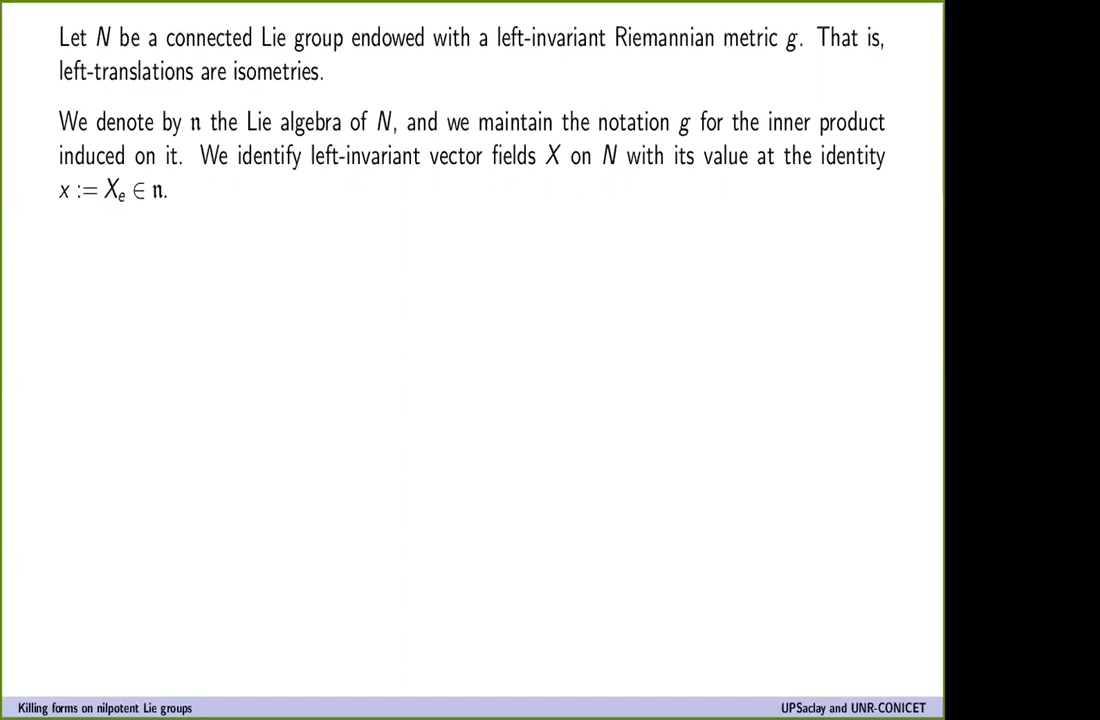 Let N be a connected Lie group endowed with a left-invariant Riemannian metric g. That is,
left-translations are isometries.
We denote by 𝔫 the Lie algebra of N, and we maintain the notation g for the inner product
induced on it. We identify left-invariant vector fields X on N with its value at the identity
x := Xₑ ∈ 𝔫.
Killing forms on nilpotent Lie groups
UPSaclay and UNR-CONICET